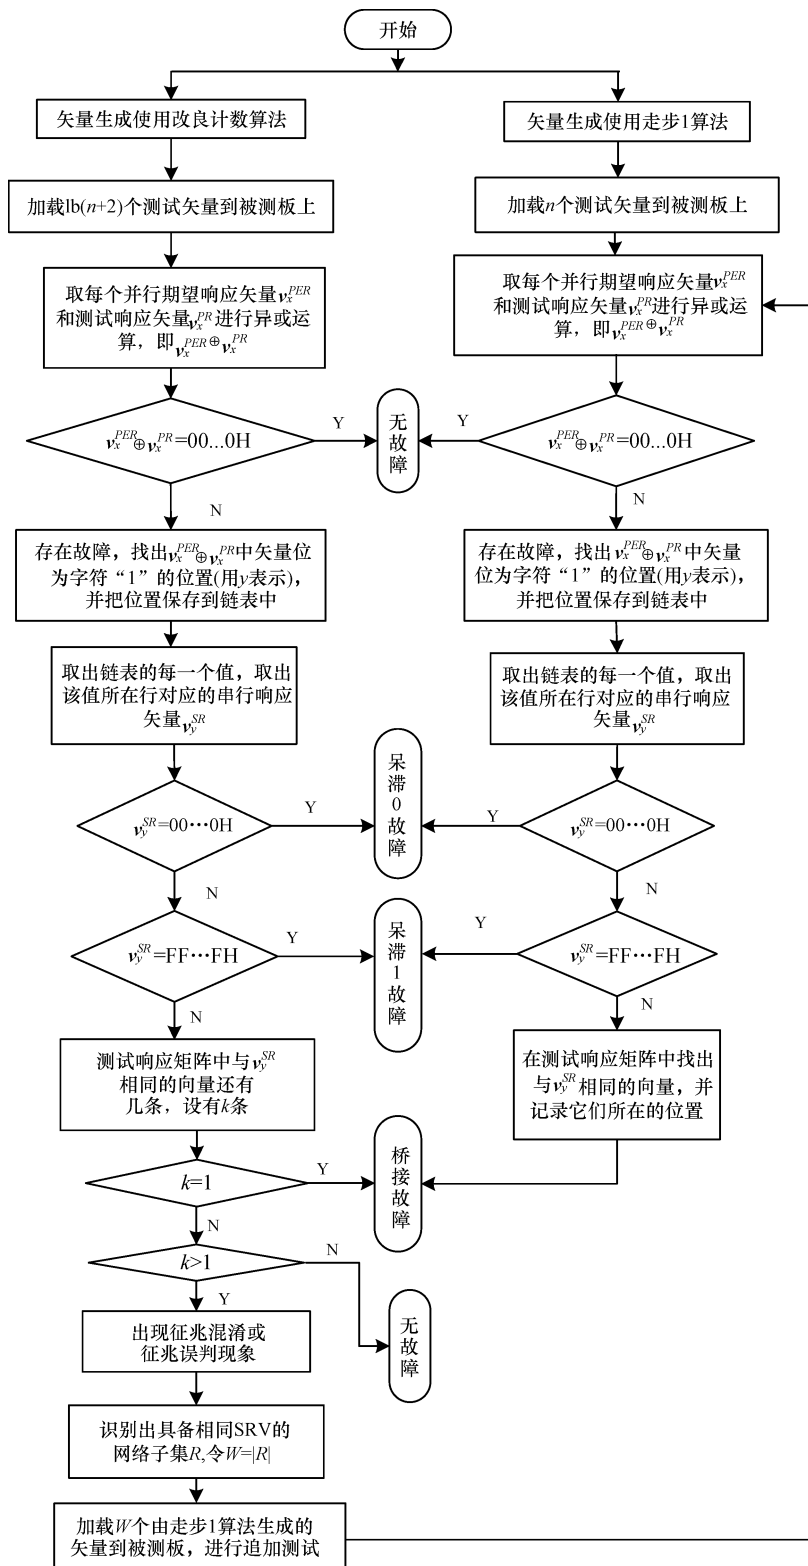 开始
矢量生成使用改良计数算法
加载lb(n+2)个测试矢量到被测板上
取每个并行期望响应矢量v_x^{PER}
和测试响应矢量v_x^{PR}进行异或运
算，即v_x^{PER}⊕v_x^{PR}
v_x^{PER}⊕v_x^{PR}=00...0H
Y
N
存在故障，找出v_x^{PER}⊕v_x^{PR}中矢量位
为字符“1”的位置(用y表示)，
并把位置保存到链表中
取出链表的每一个值，取出
该值所在行对应的串行响应
矢量v_y^{SR}
v_y^{SR}=00⋯0H
Y
N
v_y^{SR}=FF⋯FH
Y
N
测试响应矩阵中与v_y^{SR}
相同的向量还有
几条，设有k条
k=1
Y
N
k>1
N
Y
出现征兆混淆或
征兆误判现象
识别出具备相同SRV的
网络子集R,令W=|R|
加载W个由走步1算法生成的
矢量到被测板，进行追加测试
无故障
呆滞0故障
呆滞1故障
桥接故障
无故障
矢量生成使用走步1算法
加载n个测试矢量到被测板上
取每个并行期望响应矢量v_x^{PER}
和测试响应矢量v_x^{PR}进行异或运
算，即v_x^{PER}⊕v_x^{PR}
v_x^{PER}⊕v_x^{PR}=00...0H
Y
N
存在故障，找出v_x^{PER}⊕v_x^{PR}中矢量
位为字符“1”的位置(用y表示)，
并把位置保存到链表中
取出链表的每一个值，取出
该值所在行对应的串行响应
矢量v_y^{SR}
v_y^{SR}=00⋯0H
Y
N
v_y^{SR}=FF⋯FH
Y
N
在测试响应矩阵中找出
与v_y^{SR}相同的向量，并
记录它们所在的位置